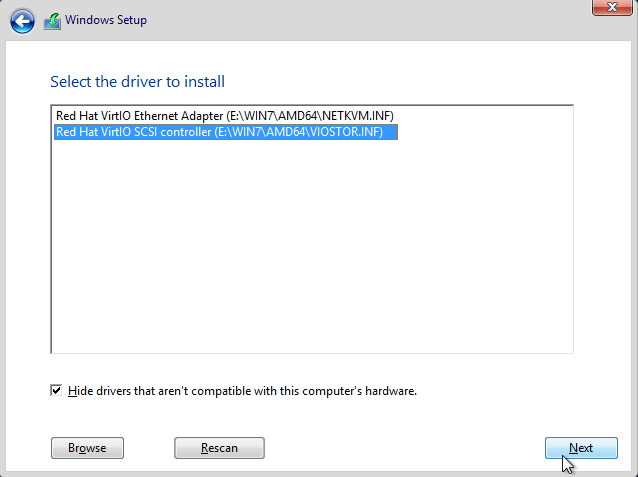 Windows Setup
Select the driver to install
Red Hat VirtIO Ethernet Adapter (E:\WIN7\AMD64\NETKVM.INF)
Red Hat VirtIO SCSI controller (E:\WIN7\AMD64\VIOSTOR.INF)
Hide drivers that aren't compatible with this computer's hardware.
Browse
Rescan
Next